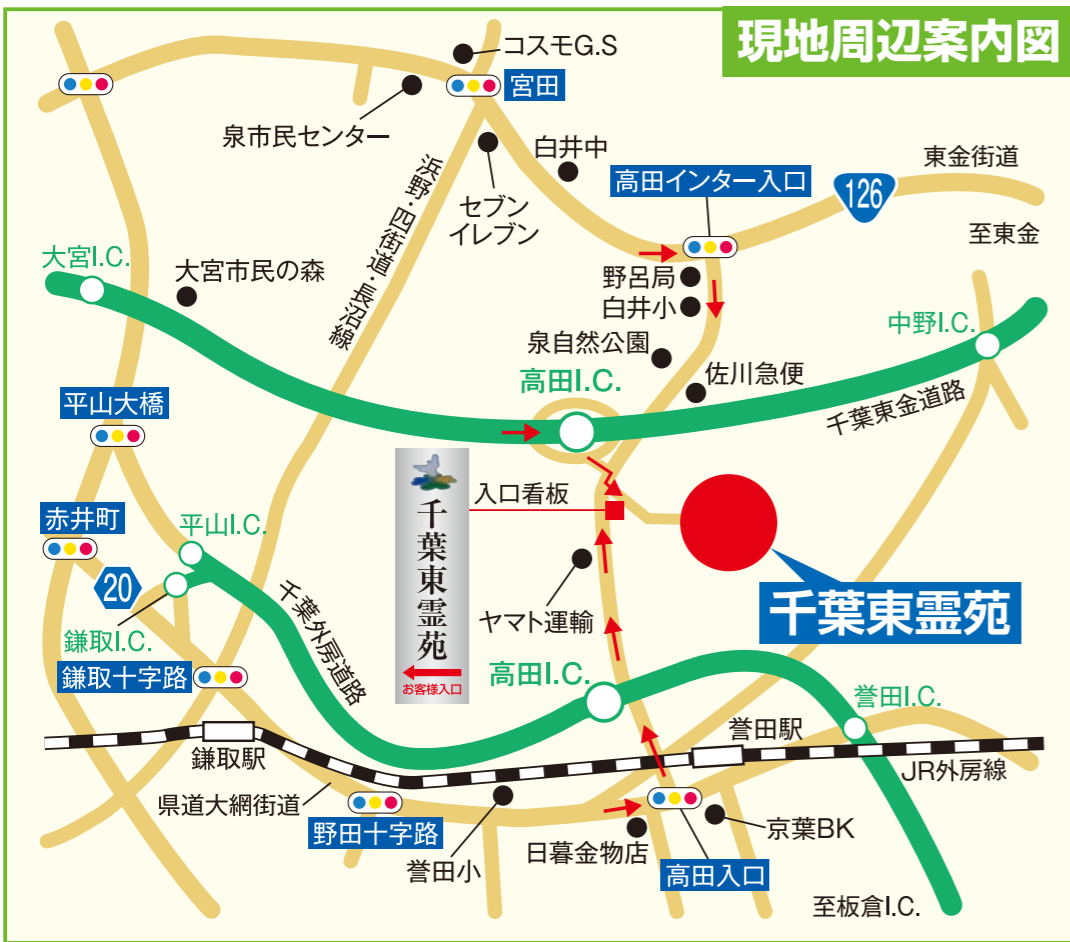 現地周辺案内図
コスモG.S
宮田
泉市民センター
白井中
セブン
イレブン
浜野・四街道・長沼線
高田インター入口
126
東金街道
至東金
大宮I.C.
大宮市民の森
野呂局
白井小
泉自然公園
中野I.C.
高田I.C.
佐川急便
千葉東金道路
平山大橋
千葉東霊苑
お客様入口
入口看板
赤井町
平山I.C.
20
鎌取I.C.
千葉外房道路
ヤマト運輸
千葉東霊苑
鎌取十字路
高田I.C.
誉田I.C.
誉田駅
鎌取駅
JR外房線
県道大網街道
野田十字路
誉田小
日暮金物店
京葉BK
高田入口
至板倉I.C.